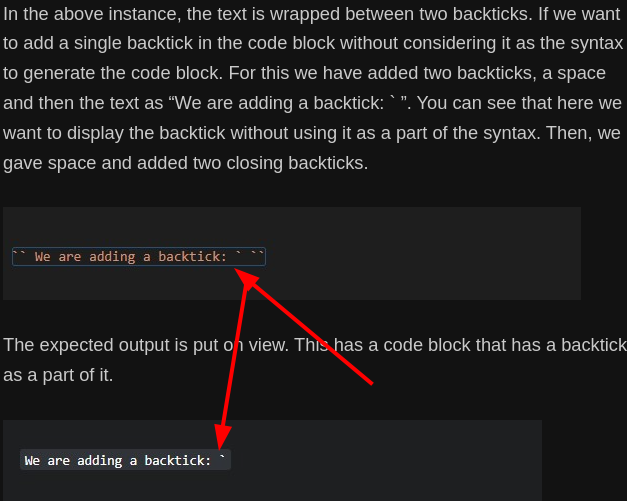 In the above instance, the text is wrapped between two backticks. If we want
to add a single backtick in the code block without considering it as the syntax
to generate the code block. For this we have added two backticks, a space
and then the text as “We are adding a backtick: ` ”. You can see that here we
want to display the backtick without using it as a part of the syntax. Then, we
gave space and added two closing backticks.
`` We are adding a backtick: ` ``
The expected output is put on view. This has a code block that has a backtick
as a part of it.
We are adding a backtick: `